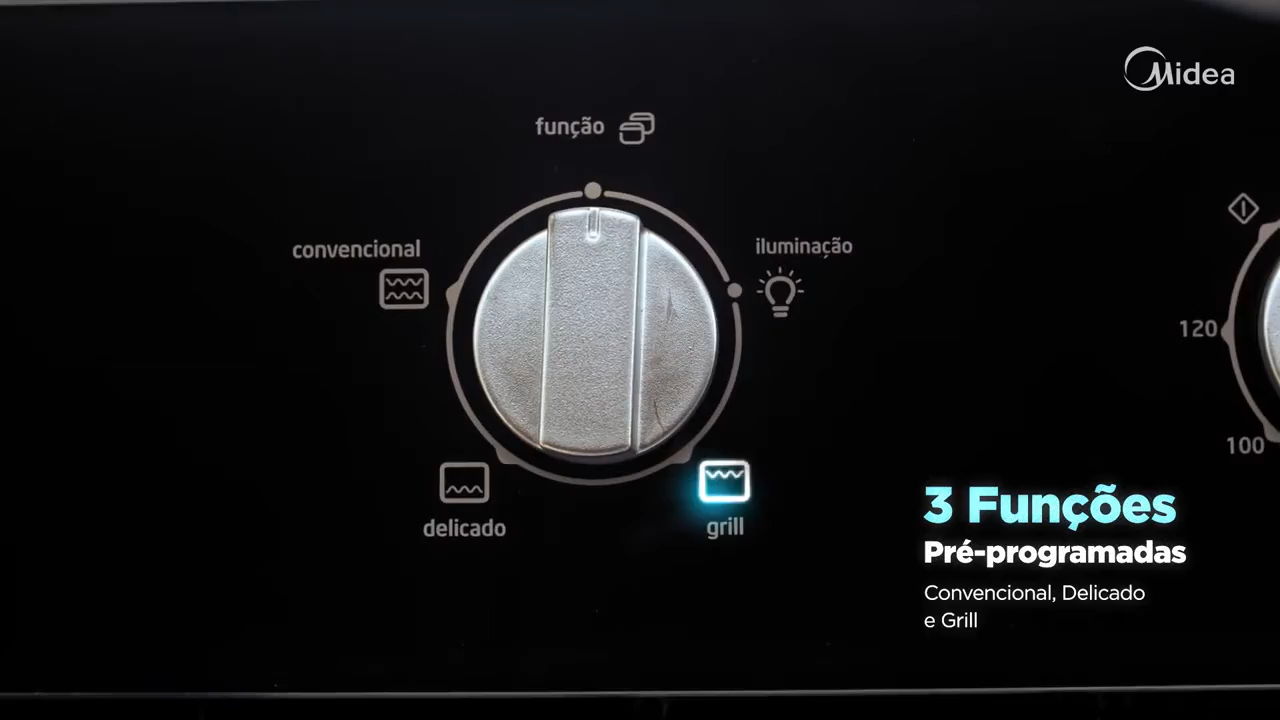 Midea
função
convencional
iluminação
120
100
delicado
grill
3 Funções
Pré-programadas
Convencional, Delicado
e Grill